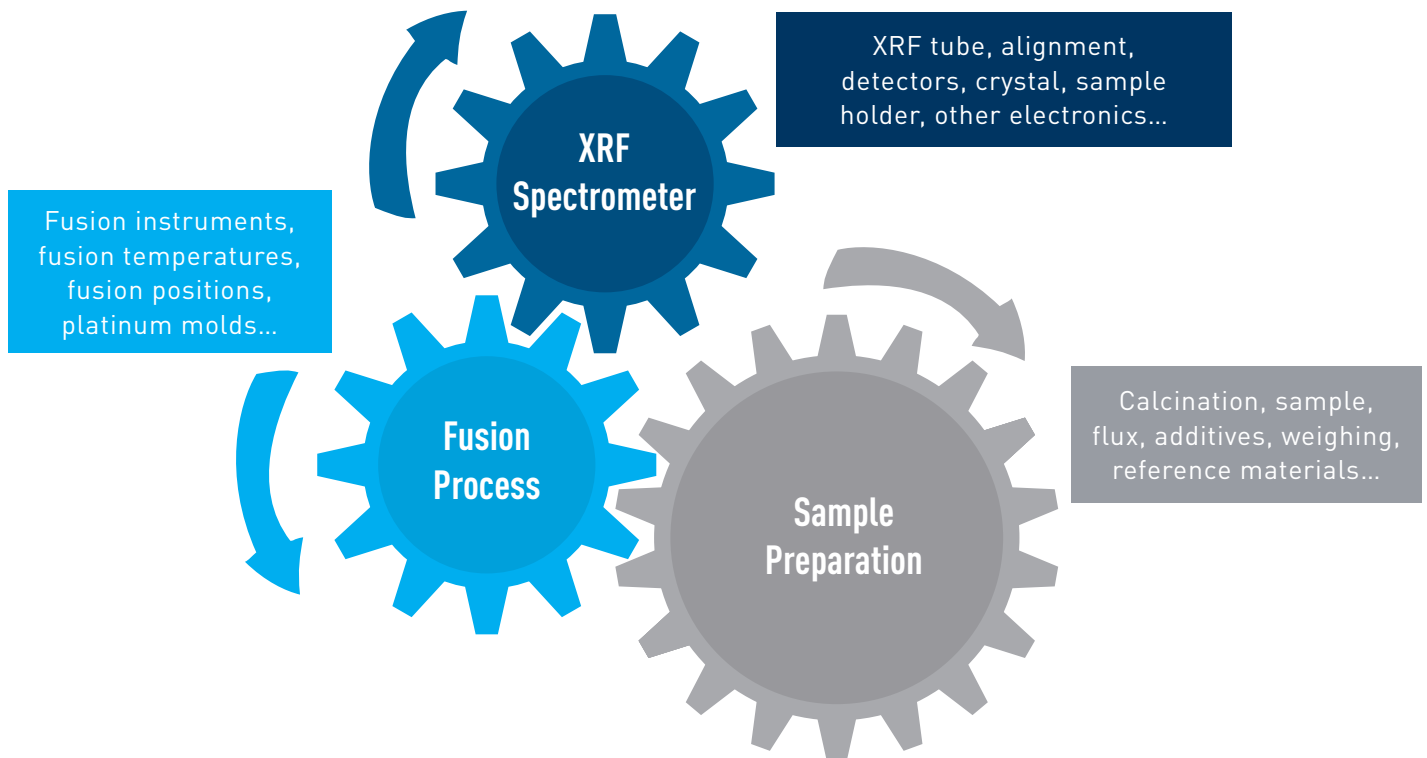 XRF tube, alignment,
detectors, crystal, sample
holder, other electronics…
XRF
Spectrometer
Fusion instruments,
fusion temperatures,
fusion positions,
platinum molds…
Fusion
Process
Calcination, sample,
flux, additives, weighing,
reference materials…
Sample
Preparation